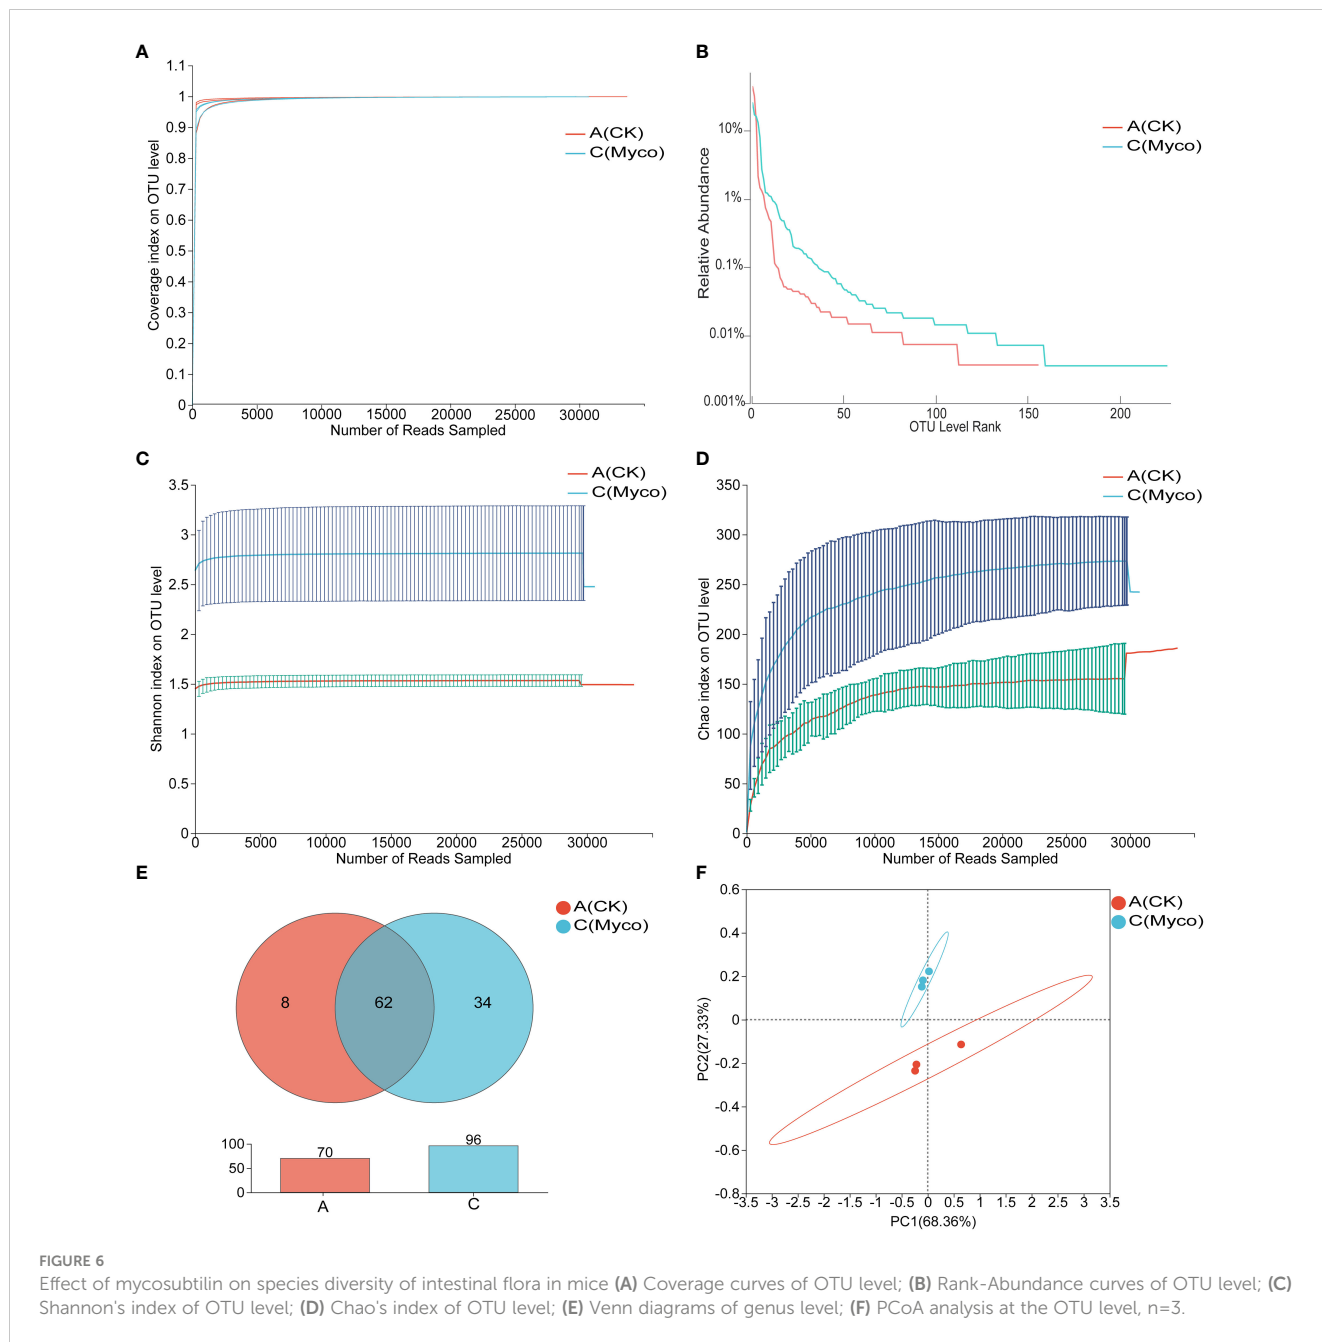 A
1.1
1
0.9
0.8
0.7
0.6
0.5
0.4
0.3
0.2
0.1
0
Coverage index on OTU level
0 5000 10000 15000 20000 25000 30000
Number of Reads Sampled
A(CK)
C(Myco)
B
10%
1%
0.1%
0.01%
0.001%
Relative Abundance
0 50 100 150 200
OTU Level Rank
A(CK)
C(Myco)
C
3.5
3
2.5
2
1.5
1
0.5
0
Shannon index on OTU level
0 5000 10000 15000 20000 25000 30000
Number of Reads Sampled
A(CK)
C(Myco)
D
350
300
250
200
150
100
50
0
Chao index on OTU level
0 5000 10000 15000 20000 25000 30000
Number of Reads Sampled
A(CK)
C(Myco)
E
A(CK)
C(Myco)
8 62 34
100
50
0
70
96
A C
F
0.6
0.4
0.2
0
-0.2
-0.4
-0.6
-0.8
PC2(27.33%)
-3.5 -3 -2.5 -2 -1.5 -1 -0.5 0 0.5 1 1.5 2 2.5 3 3.5
PC1(68.36%)
A(CK)
C(Myco)
FIGURE 6
Effect of mycosubtilin on species diversity of intestinal flora in mice (A) Coverage curves of OTU level; (B) Rank-Abundance curves of OTU level; (C)
Shannon's index of OTU level; (D) Chao's index of OTU level; (E) Venn diagrams of genus level; (F) PCoA analysis at the OTU level, n=3.